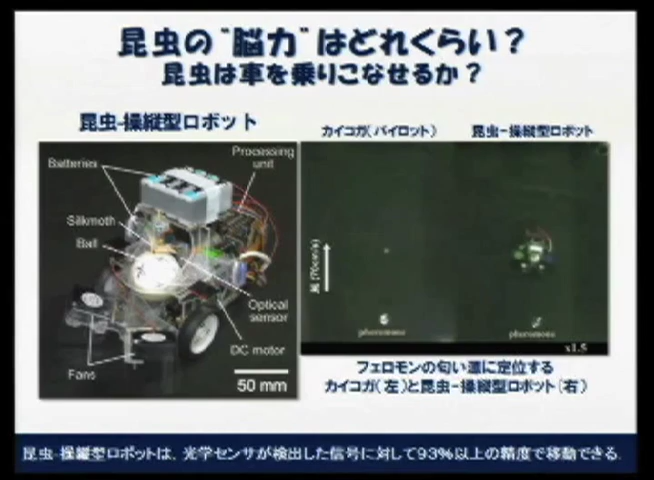 昆虫の“脳力”はどれくらい？
昆虫は車を乗りこなせるか？
昆虫-操縦型ロボット
カイコガ(パイロット)
昆虫-操縦型ロボット
Batteries
Processing unit
Silkmoth
Ball
Optical sensor
DC motor
Fans
50 mm
風(70cm/s)
pheromone
pheromone
x1.5
フェロモンの匂い源に定位する
カイコガ(左)と昆虫-操縦型ロボット(右)
昆虫-操縦型ロボットは、光学センサが検出した信号に対して93%以上の精度で移動できる.